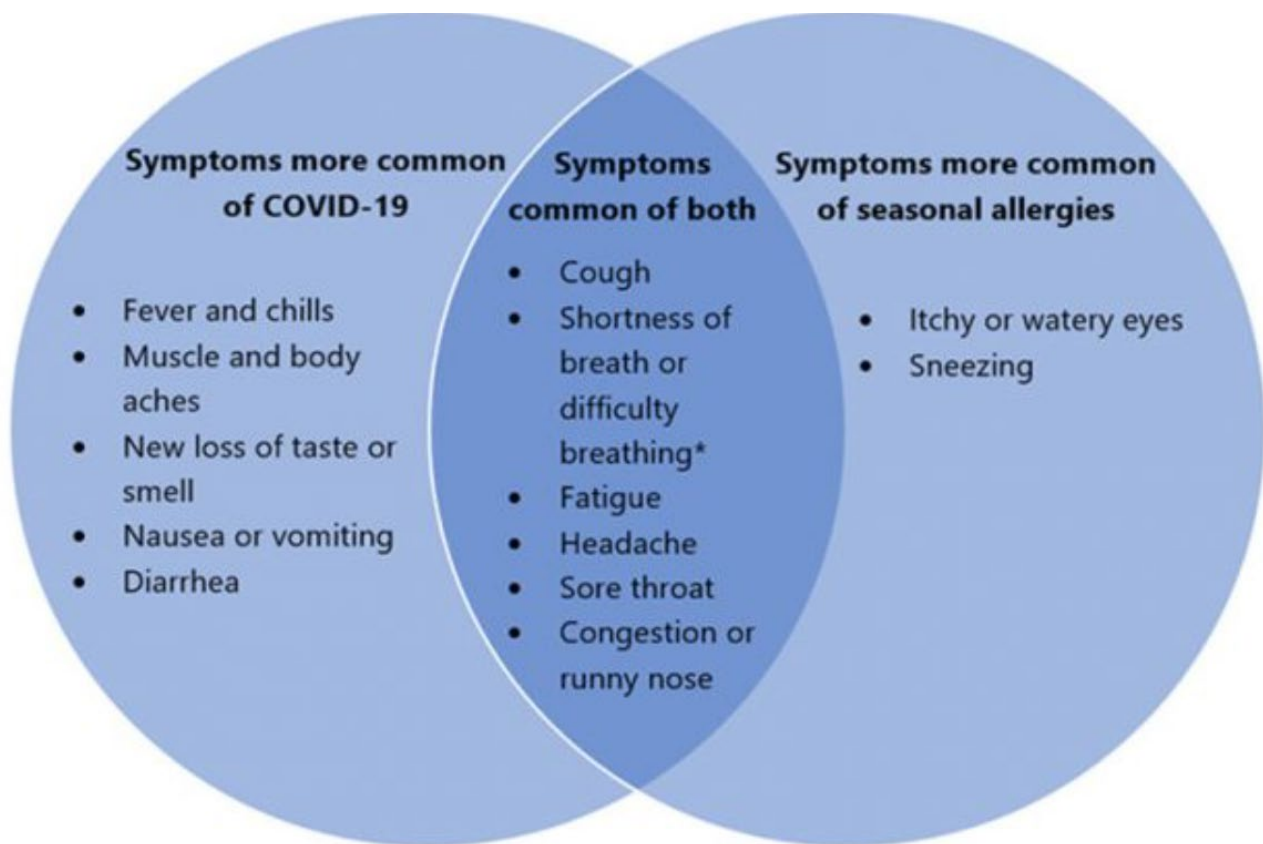 Symptoms more common
of COVID-19
• Fever and chills
• Muscle and body
aches
• New loss of taste or
smell
• Nausea or vomiting
• Diarrhea
Symptoms
common of both
• Cough
• Shortness of
breath or
difficulty
breathing*
• Fatigue
• Headache
• Sore throat
• Congestion or
runny nose
Symptoms more common
of seasonal allergies
• Itchy or watery eyes
• Sneezing